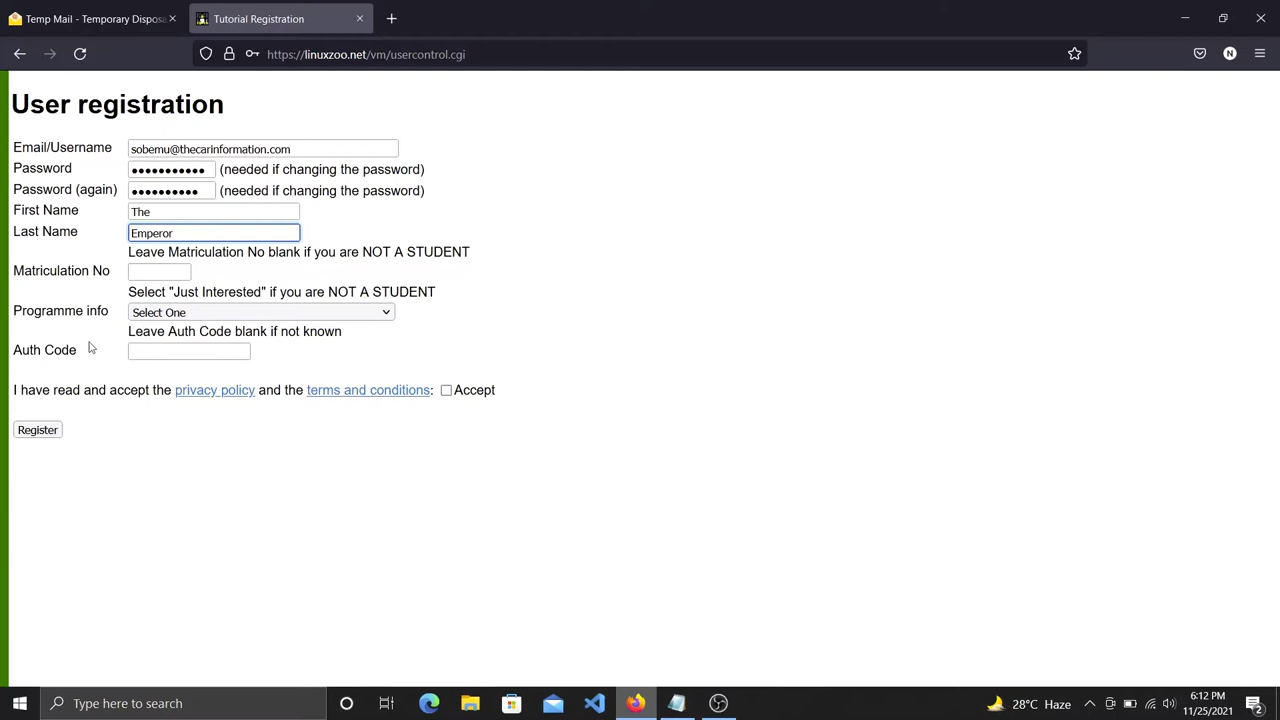 Temp Mail - Temporary Disposa
Tutorial Registration
https://linuxzoo.net/vm/usercontrol.cgi
N
User registration
Email/Username sobemu@thecarinformation.com
Password ●●●●●●●●●●● (needed if changing the password)
Password (again) ●●●●●●●●●● (needed if changing the password)
First Name The
Last Name Emperor
Leave Matriculation No blank if you are NOT A STUDENT
Matriculation No
Select "Just Interested" if you are NOT A STUDENT
Programme info Select One
Leave Auth Code blank if not known
Auth Code
I have read and accept the privacy policy and the terms and conditions: Accept
Register
Type here to search
28°C Haze
6:12 PM
11/25/2021
2